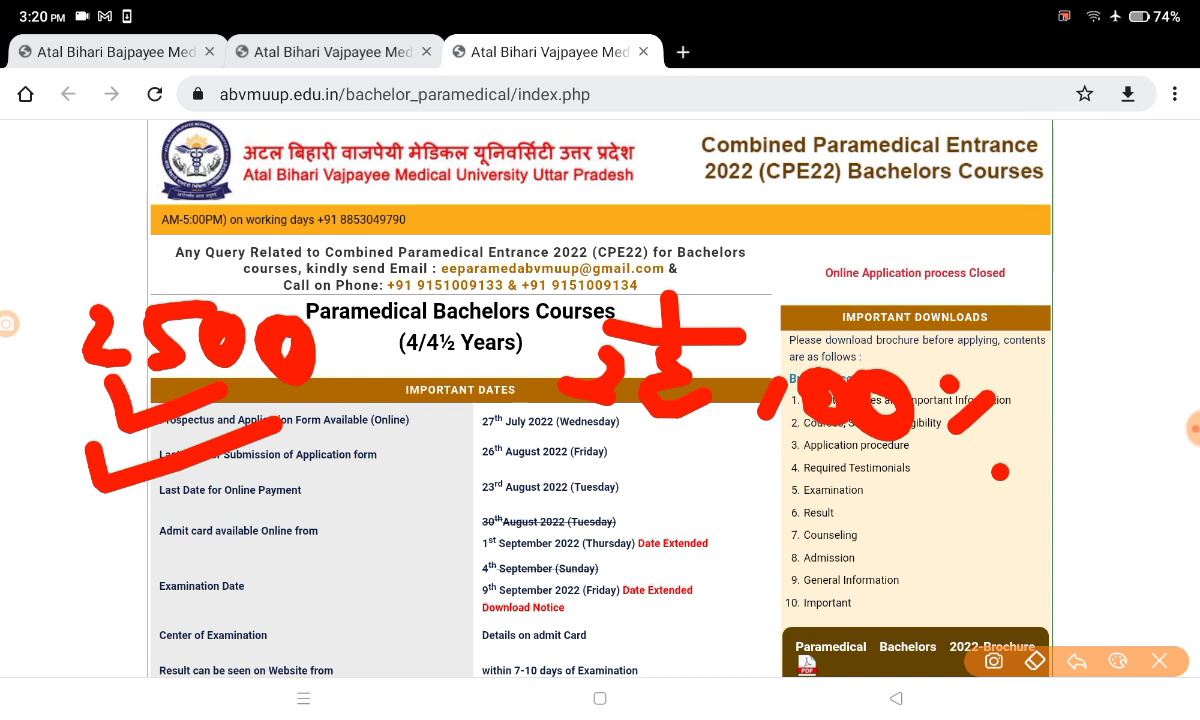 3:20 PM
74%
Atal Bihari Bajpayee Med
Atal Bihari Vajpayee Med
Atal Bihari Vajpayee Med
abvmuup.edu.in/bachelor_paramedical/index.php
अटल बिहारी वाजपेयी मेडिकल यूनिवर्सिटी उत्तर प्रदेश
Atal Bihari Vajpayee Medical University Uttar Pradesh
Combined Paramedical Entrance
2022 (CPE22) Bachelors Courses
AM-5:00PM) on working days +91 8853049790
Any Query Related to Combined Paramedical Entrance 2022 (CPE22) for Bachelors
courses, kindly send Email : eeparamedabvmuup@gmail.com &
Call on Phone: +91 9151009133 & +91 9151009134
Online Application process Closed
2500
Paramedical Bachelors Courses
(4/4½ Years)
IMPORTANT DATES
Prospectus and Application Form Available (Online) 27th July 2022 (Wednesday)
Submission of Application form 26th August 2022 (Friday)
Last Date for Online Payment 23rd August 2022 (Tuesday)
Admit card available Online from 30th August 2022 (Tuesday)
1st September 2022 (Thursday) Date Extended
Examination Date 4th September (Sunday)
9th September 2022 (Friday) Date Extended
Download Notice
Center of Examination Details on admit Card
Result can be seen on Website from within 7-10 days of Examination
IMPORTANT DOWNLOADS
Please download brochure before applying, contents
are as follows :
1.
2.
3. Application procedure
4. Required Testimonials
5. Examination
6. Result
7. Counseling
8. Admission
9. General Information
10. Important
Paramedical Bachelors 2022-Brochure
PDF